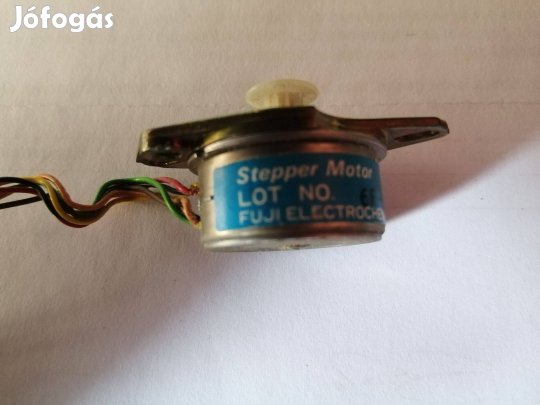 Jófogás
Stepper Motor
LOT NO.
FUJI ELECTROCHE